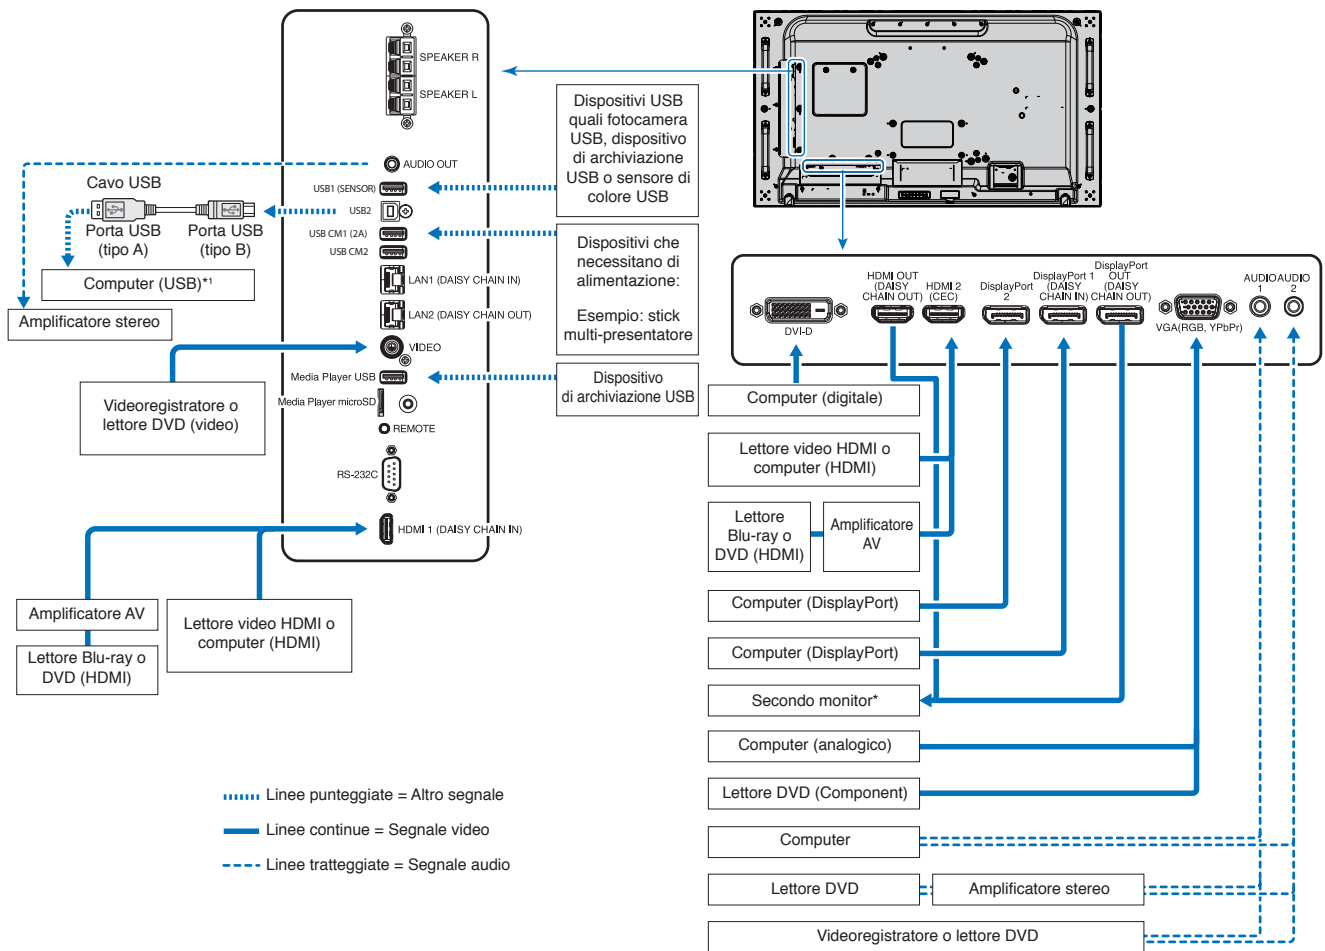 SPEAKER R
SPEAKER L
AUDIO OUT
USB1 (SENSOR)
USB2
USB CM1 (2A)
USB CM2
LAN1 (DAISY CHAIN IN)
LAN2 (DAISY CHAIN OUT)
VIDEO
Media Player USB
Media Player microSD
REMOTE
RS-232C
HDMI 1 (DAISY CHAIN IN)
Cavo USB
Porta USB
(tipo A)
Porta USB
(tipo B)
Computer (USB)*1
Amplificatore stereo
Videoregistratore o
lettore DVD (video)
Amplificatore AV
Lettore Blu-ray o
DVD (HDMI)
Lettore video HDMI o
computer (HDMI)
Dispositivi USB
quali fotocamera
USB, dispositivo
di archiviazione
USB o sensore di
colore USB
Dispositivi che
necessitano di
alimentazione:
Esempio: stick
multi-presentatore
Dispositivo
di archiviazione USB
DVI-D
HDMI OUT
(DAISY
CHAIN OUT)
HDMI 2
(CEC)
DisplayPort
2
DisplayPort 1
(DAISY
CHAIN IN)
DisplayPort
OUT
(DAISY
CHAIN OUT)
VGA(RGB, YPbPr)
AUDIO
1
AUDIO
2
Computer (digitale)
Lettore video HDMI o
computer (HDMI)
Lettore
Blu-ray o
DVD (HDMI)
Amplificatore
AV
Computer (DisplayPort)
Computer (DisplayPort)
Secondo monitor*
Computer (analogico)
Lettore DVD (Component)
Computer
Lettore DVD
Amplificatore stereo
Videoregistratore o lettore DVD
Linee punteggiate = Altro segnale
Linee continue = Segnale video
Linee tratteggiate = Segnale audio